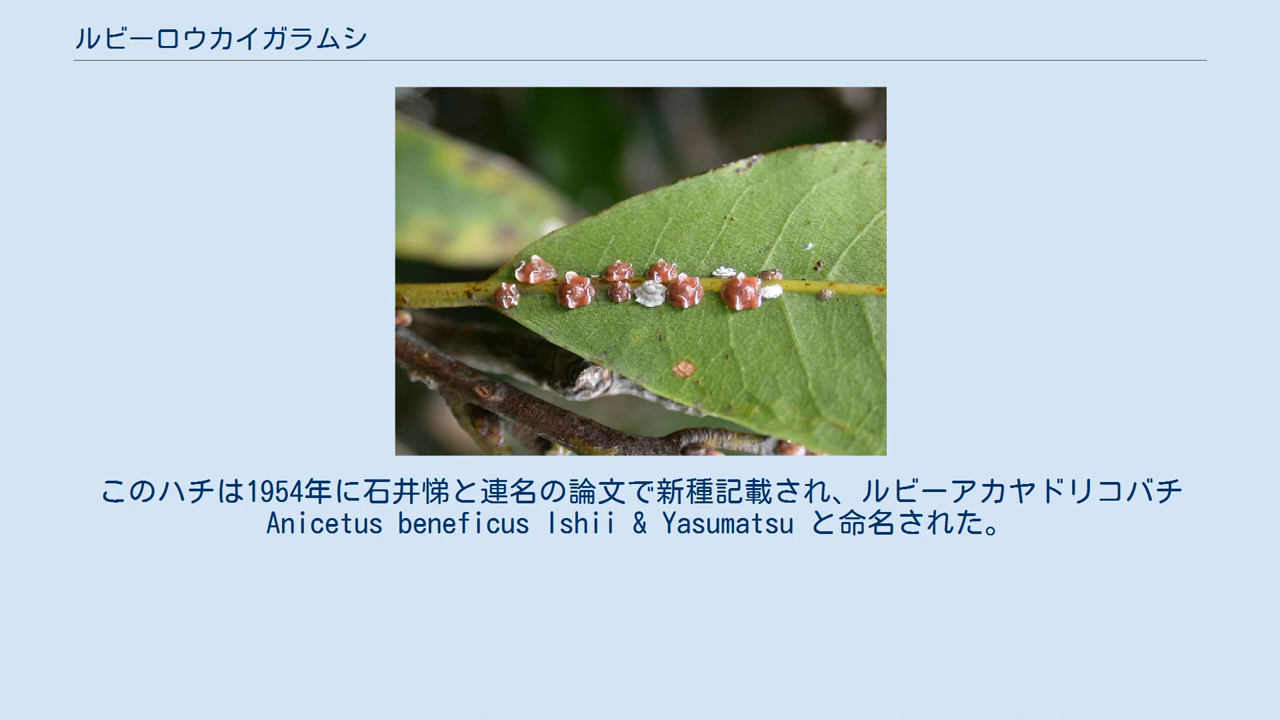 ルビーロウカイガラムシ
このハチは1954年に石井悌と連名の論文で新種記載され、ルビーアカヤドリコバチ
Anicetus beneficus Ishii & Yasumatsu と命名された。